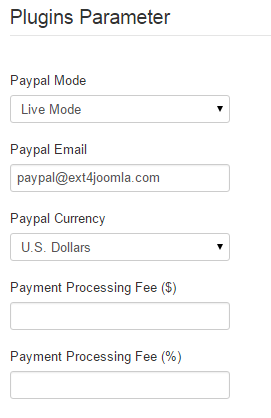 Plugins Parameter
Paypal Mode
Live Mode
Paypal Email
paypal@ext4joomla.com
Paypal Currency
U.S. Dollars
Payment Processing Fee ($)
Payment Processing Fee (%)